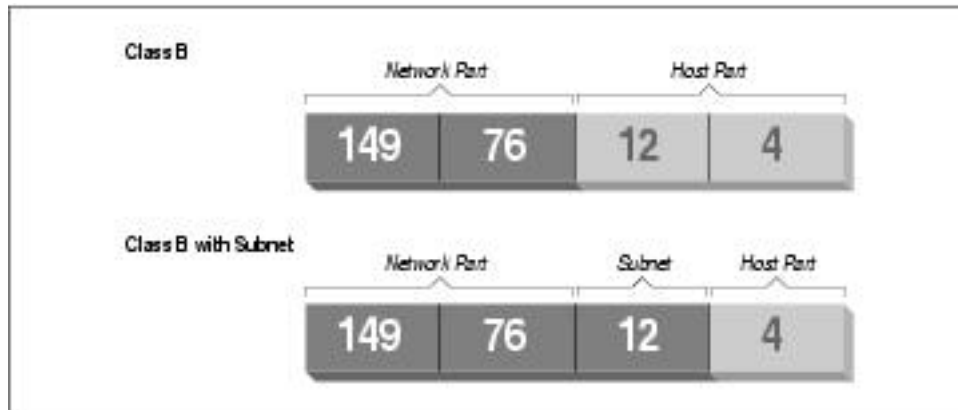 Class B
Network Part Host Part
149 76 12 4
Class B with Subnet
Network Part Subnet Host Part
149 76 12 4